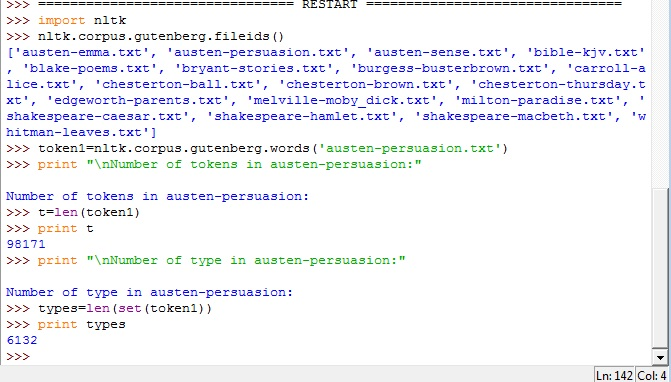 >>> ================================ RESTART ================================
>>> import nltk
>>> nltk.corpus.gutenberg.fileids()
['austen-emma.txt', 'austen-persuasion.txt', 'austen-sense.txt', 'bible-kjv.txt'
, 'blake-poems.txt', 'bryant-stories.txt', 'burgess-busterbrown.txt', 'carroll-a
lice.txt', 'chesterton-ball.txt', 'chesterton-brown.txt', 'chesterton-thursday.t
xt', 'edgeworth-parents.txt', 'melville-moby_dick.txt', 'milton-paradise.txt', '
shakespeare-caesar.txt', 'shakespeare-hamlet.txt', 'shakespeare-macbeth.txt', 'w
hitman-leaves.txt']
>>> token1=nltk.corpus.gutenberg.words('austen-persuasion.txt')
>>> print "\nNumber of tokens in austen-persuasion:"

Number of tokens in austen-persuasion:
>>> t=len(token1)
>>> print t
98171
>>> print "\nNumber of type in austen-persuasion:"

Number of type in austen-persuasion:
>>> types=len(set(token1))
>>> print types
6132
>>>
Ln: 142 Col: 4